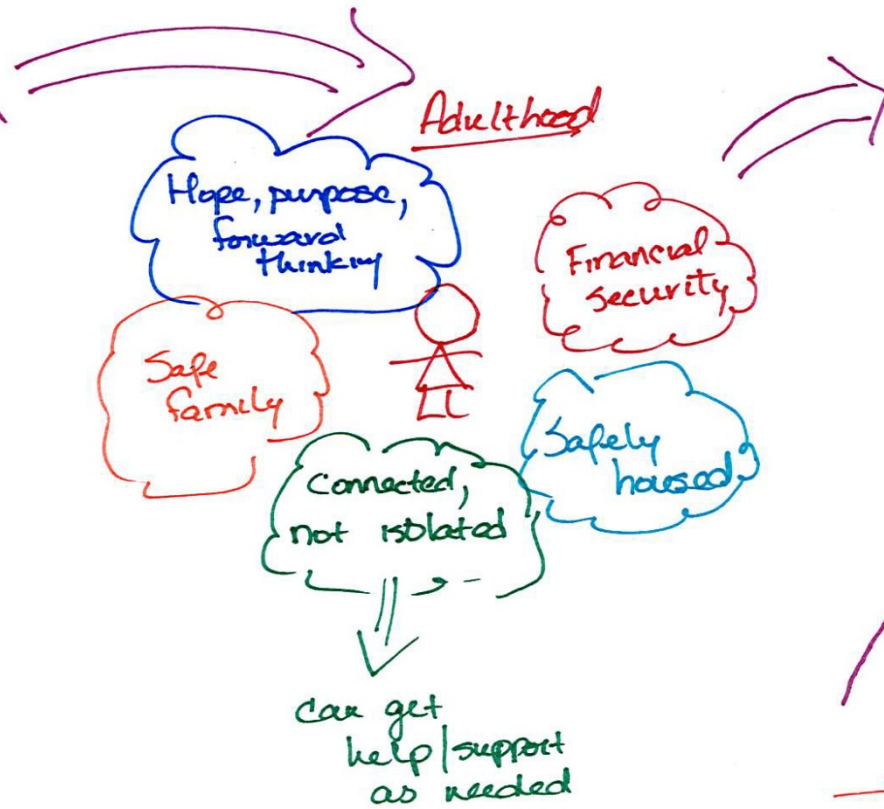 Adulthood
Hope, purpose,
forward
thinking
Financial
security
Safe
family
Safely
housed
Connected,
not isolated
can get
help/support
as needed